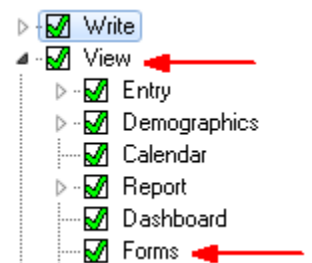 Write
View
Entry
Demographics
Calendar
Report
Dashboard
Forms